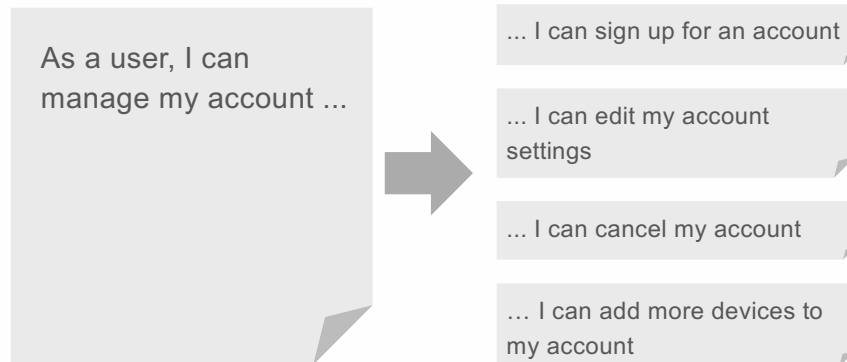 As a user, I can
manage my account ...
... I can sign up for an account
... I can edit my account
settings
... I can cancel my account
… I can add more devices to
my account